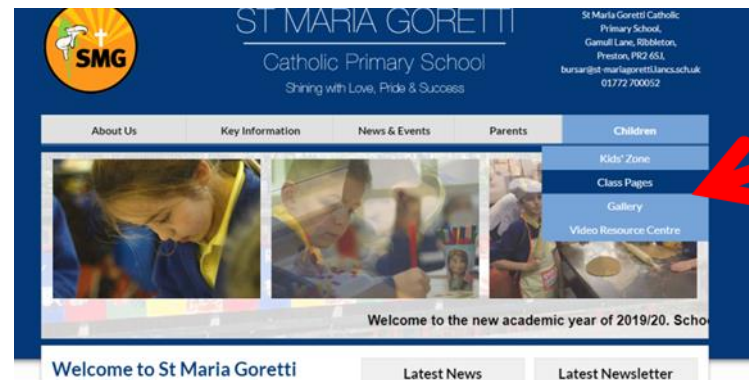 SMG
ST MARIA GORETTI
Catholic Primary School
Shining with Love, Pride & Success
St Maria Goretti Catholic
Primary School,
Gamull Lane, Ribbleton,
Preston, PR2 6SJ,
bursar@st-mariagoretti.lancs.sch.uk
01772 700052
About Us
Key Information
News & Events
Parents
Children
Kids' Zone
Class Pages
Gallery
Video Resource Centre
Welcome to the new academic year of 2019/20. Schoo
Welcome to St Maria Goretti
Latest News
Latest Newsletter